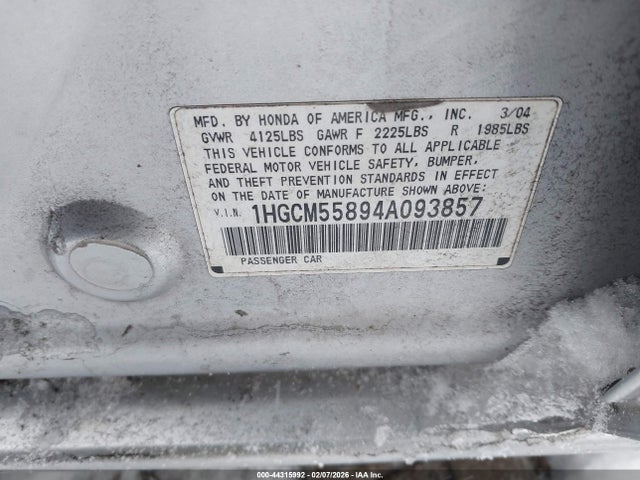 MFD. BY HONDA OF AMERICA MFG., INC. 3/04
GVWR 4125LBS GAWR F 2225LBS R 1985LBS
THIS VEHICLE CONFORMS TO ALL APPLICABLE
FEDERAL MOTOR VEHICLE SAFETY, BUMPER,
AND THEFT PREVENTION STANDARDS IN EFFECT
ON THE DATE OF MANUFACTURE SHOWN ABOVE:
V.I.N. 1HGCM55894A093857
PASSENGER CAR
000-44315992 - 02/07/2026 - IAA Inc.